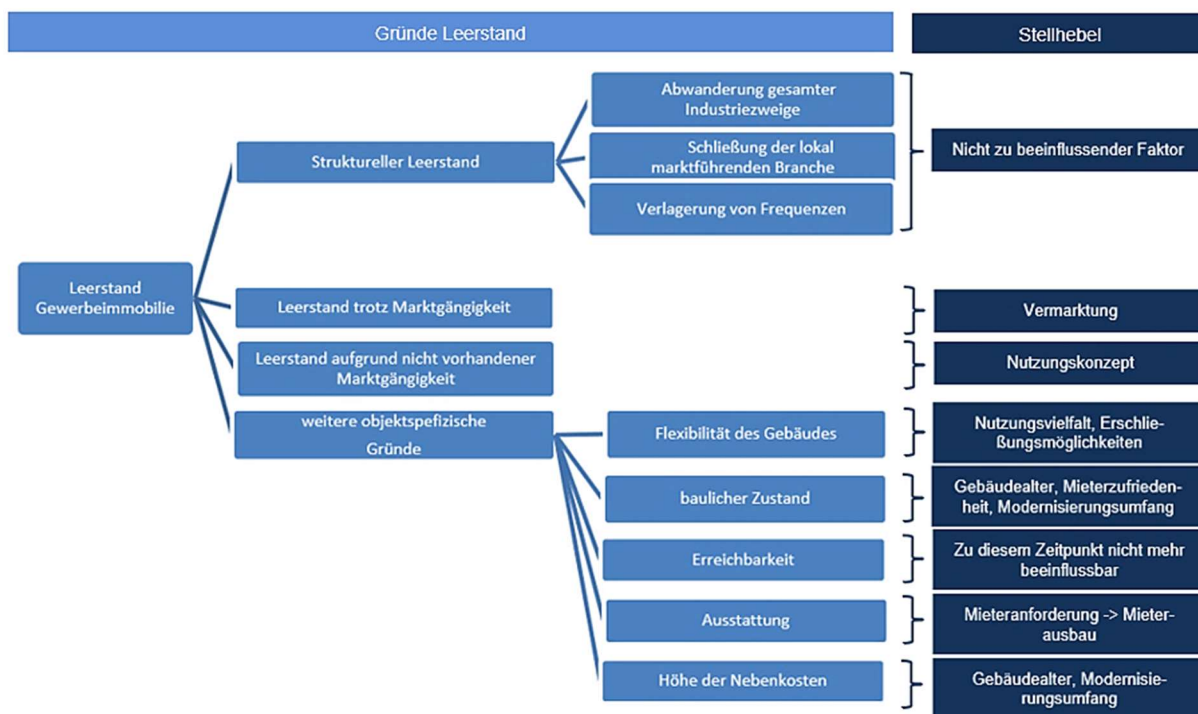 Gründe Leerstand
Stellhebel
Abwanderung gesamter
Industriezweige
Struktureller Leerstand
Schließung der lokal
marktführenden Branche
Nicht zu beeinflussender Faktor
Verlagerung von Frequenzen
Leerstand
Gewerbeimmobilie
Leerstand trotz Marktgängigkeit
Vermarktung
Leerstand aufgrund nicht vorhandener
Marktgängigkeit
Nutzungskonzept
weitere objektspefizische
Gründe
Flexibilität des Gebäudes
Nutzungsvielfalt, Erschlie-
ßungsmöglichkeiten
baulicher Zustand
Gebäudealter, Mieterzufrieden-
heit, Modernisierungsumfang
Erreichbarkeit
Zu diesem Zeitpunkt nicht mehr
beeinflussbar
Ausstattung
Mieteranforderung -> Mieter-
ausbau
Höhe der Nebenkosten
Gebäudealter, Modernisie-
rungsumfang